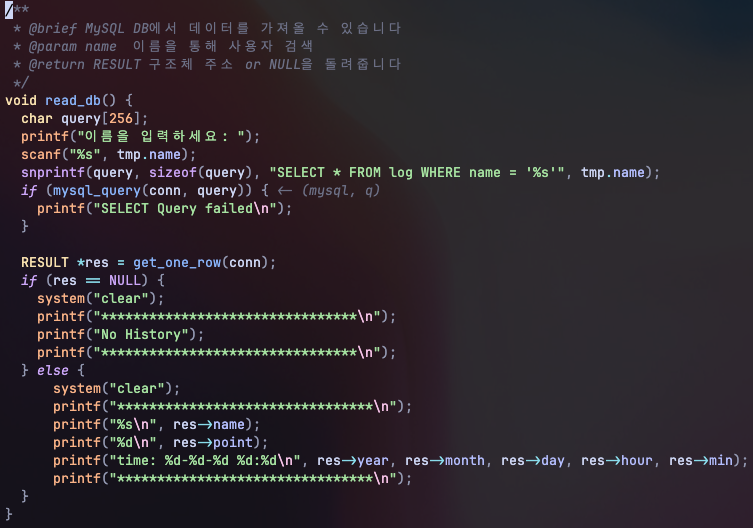 /**
 * @brief MySQL DB에서 데이터를 가져올 수 있습니다
 * @param name  이름을 통해 사용자 검색
 * @return RESULT 구조체 주소 or NULL을 돌려줍니다
 */
void read_db() {
  char query[256];
  printf("이름을 입력하세요: ");
  scanf("%s", tmp.name);
  snprintf(query, sizeof(query), "SELECT * FROM log WHERE name = '%s'", tmp.name);
  if (mysql_query(conn, query)) { <- (mysql, q)
    printf("SELECT Query failed\n");
  }

  RESULT *res = get_one_row(conn);
  if (res == NULL) {
    system("clear");
    printf("********************************\n");
    printf("No History");
    printf("********************************\n");
  } else {
      system("clear");
      printf("********************************\n");
      printf("%s\n", res->name);
      printf("%d\n", res->point);
      printf("time: %d-%d-%d %d:%d\n", res->year, res->month, res->day, res->hour, res->min);
      printf("********************************\n");
  }
}